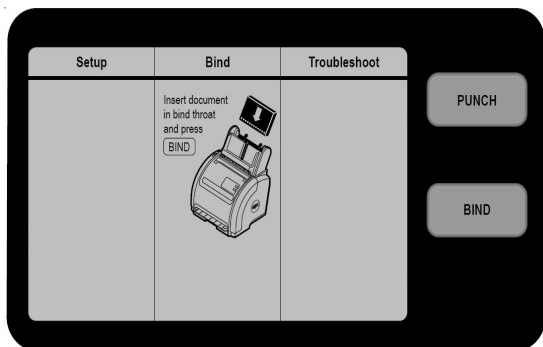 Setup
Bind
Troubleshoot
Insert document
in bind throat
and press
BIND
PUNCH
BIND